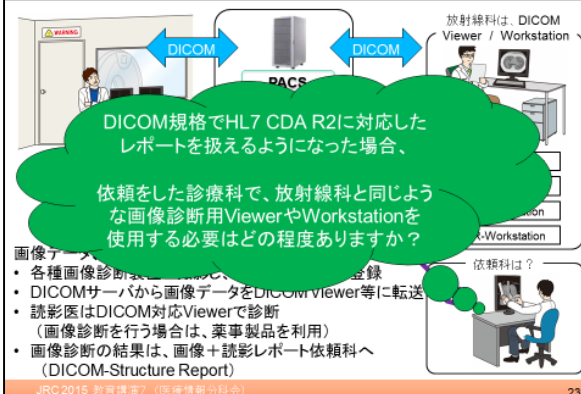 WARNING
DICOM
DICOM
PACS
放射線科は、DICOM
Viewer / Workstation
DICOM規格でHL7 CDA R2に対応した
レポートを扱えるようになった場合、
依頼をした診療科で、放射線科と同じよう
な画像診断用ViewerやWorkstationを
使用する必要はどの程度ありますか？
R-Workstation
依頼科は？
画像データ
• 各種画像診断装
登録
• DICOMサーバから画像データをDICOM Viewer等に転送
• 読影医はDICOM対応Viewerで診断
（画像診断を行う場合は、薬事製品を利用）
• 画像診断の結果は、画像＋読影レポート依頼科へ
（DICOM-Structure Report）
JRC2015 教育講演7 （医療情報分科会）
23